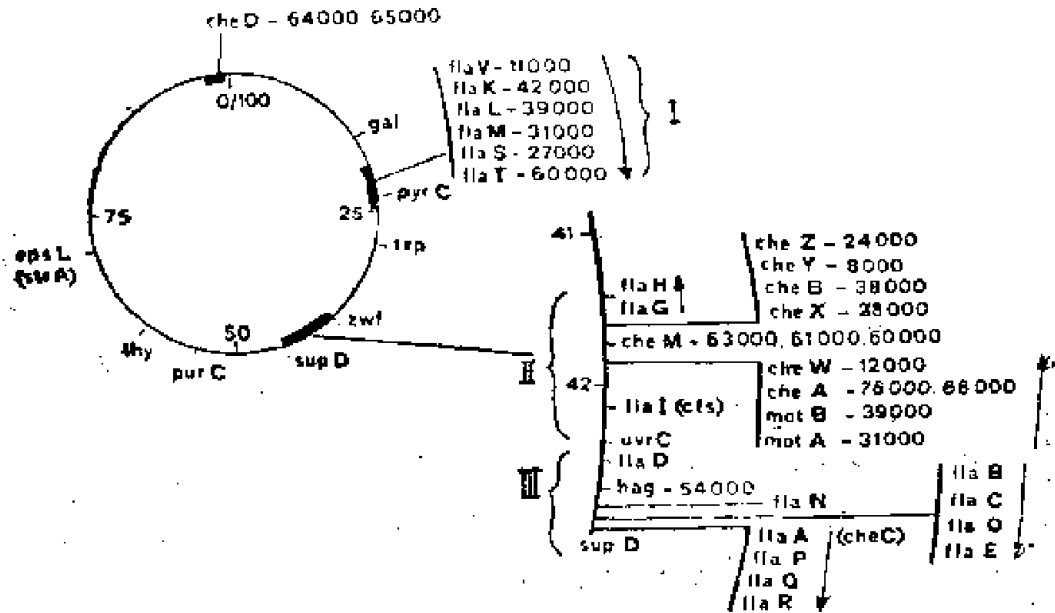 che D - 64000 65000
0/100
gal
pyr C
25
trp
zwf
sup D
50
pur C
thy
75
fla V - 11000
fla K - 42 000
fla L - 39000
fla M - 31000
fla S - 27000
fla T - 60000
I
41
fla H
fla G
che Z - 24000
che Y - 8000
che B - 38000
che X - 28000
che M - 63000, 61000, 60000
II
42
che W - 12000
che A - 76000, 66000
mot B - 39000
mot A - 31000
fla I (cfs)
uvr C
fla D
III
hag - 54000
fla N
sup D
fla B
fla C
fla O
fla E
fla A (che C)
fla P
fla Q
fla R